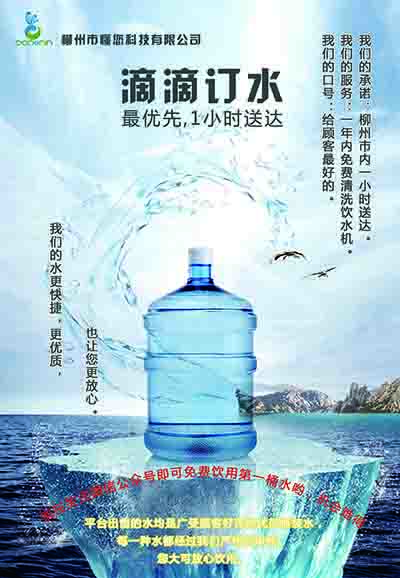 柳州市懂您科技有限公司
滴滴订水
最优先,1小时送达
我们的承诺：柳州市内一小时送达。
我们的服务：一年内免费清洗饮水机。
我们的口号：给顾客最好的。
我们的水更快捷，更优质，
也让您更放心。
公众号即可免费饮用第一桶水哟，
平台出售的水均是广受顾客好
每一种水都经过我们严
您大可放心饮用。